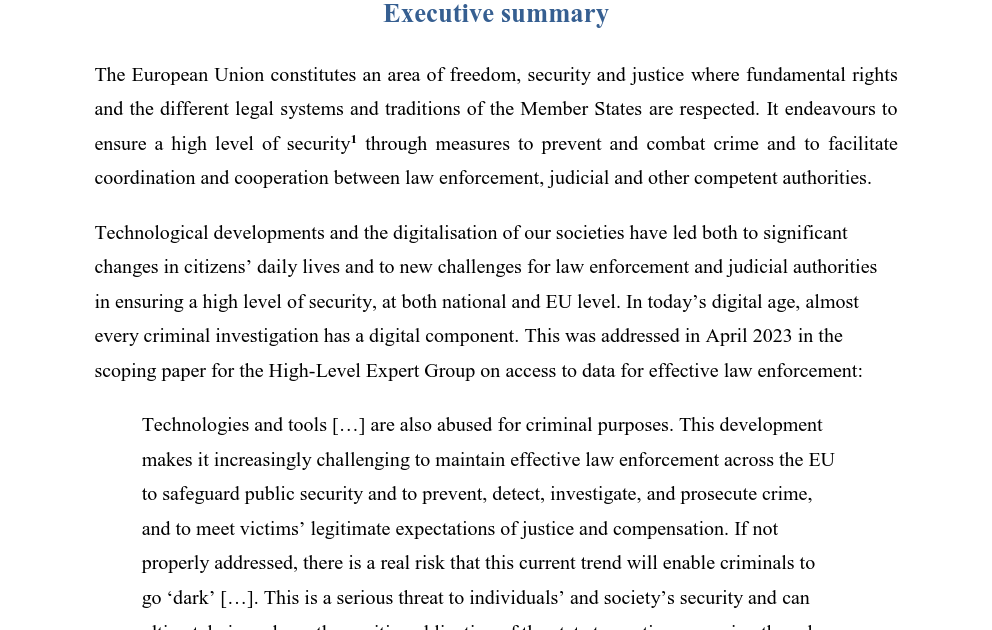 Executive summary
The European Union constitutes an area of freedom, security and justice where fundamental rights
and the different legal systems and traditions of the Member States are respected. It endeavours to
ensure a high level of security¹ through measures to prevent and combat crime and to facilitate
coordination and cooperation between law enforcement, judicial and other competent authorities.
Technological developments and the digitalisation of our societies have led both to significant
changes in citizens’ daily lives and to new challenges for law enforcement and judicial authorities
in ensuring a high level of security, at both national and EU level. In today’s digital age, almost
every criminal investigation has a digital component. This was addressed in April 2023 in the
scoping paper for the High-Level Expert Group on access to data for effective law enforcement:
Technologies and tools […] are also abused for criminal purposes. This development
makes it increasingly challenging to maintain effective law enforcement across the EU
to safeguard public security and to prevent, detect, investigate, and prosecute crime,
and to meet victims’ legitimate expectations of justice and compensation. If not
properly addressed, there is a real risk that this current trend will enable criminals to
go ‘dark’ […]. This is a serious threat to individuals’ and society’s security and can